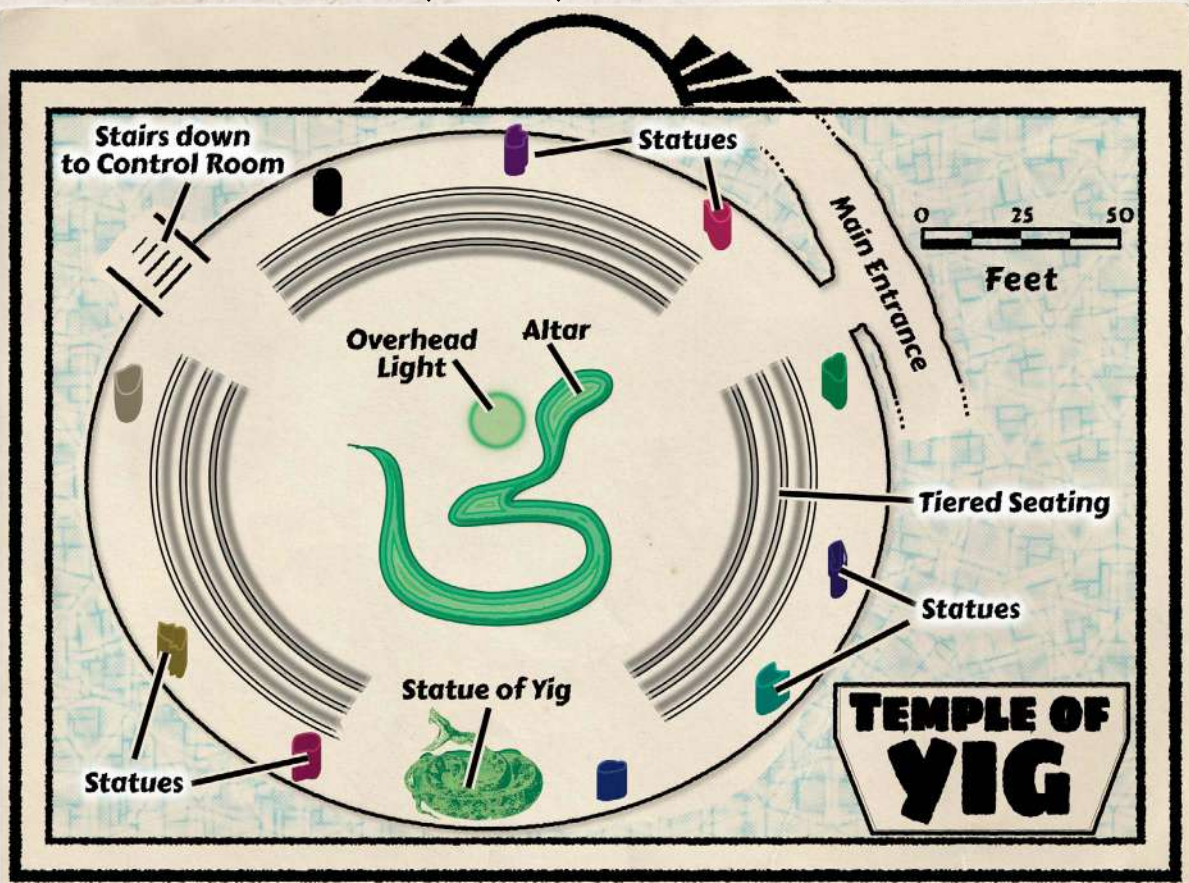 Stairs down
to Control Room
Statues
Main Entrance
0 25 50
Feet
Overhead
Light
Altar
Tiered Seating
Statues
Statue of Yig
Statues
TEMPLE OF
YIG